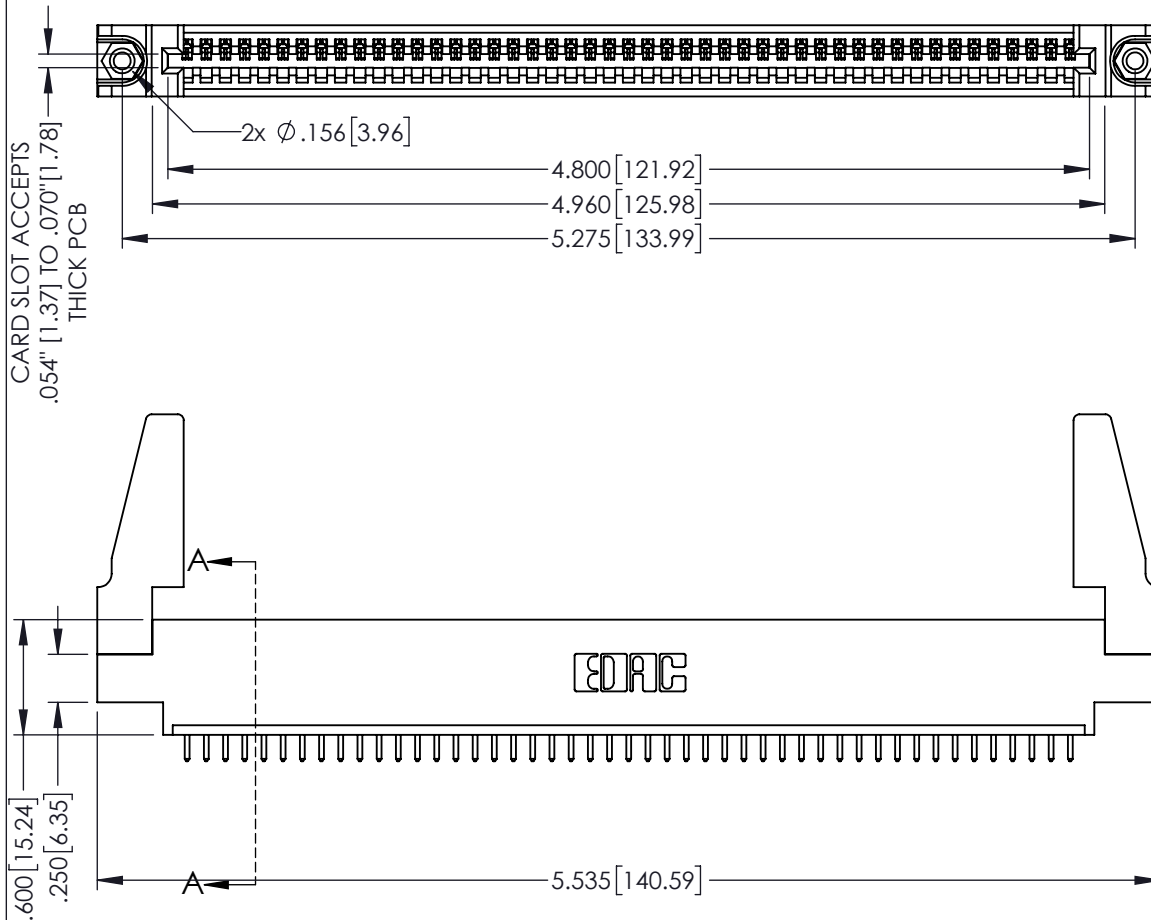 2x Ø.156[3.96]
4.800[121.92]
4.960[125.98]
5.275[133.99]
CARD SLOT ACCEPTS
.054" [1.37] TO .070"[1.78]
THICK PCB
A
EDAC
.600[15.24]
.250[6.35]
A
5.535[140.59]